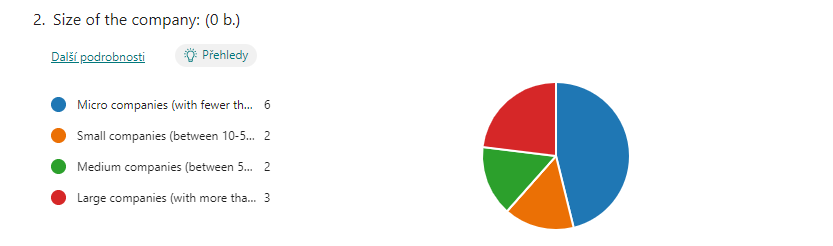 2. Size of the company: (0 b.)
Další podrobnosti
Přehledy
Micro companies (with fewer th... 6
Small companies (between 10-5... 2
Medium companies (between 5... 2
Large companies (with more tha... 3